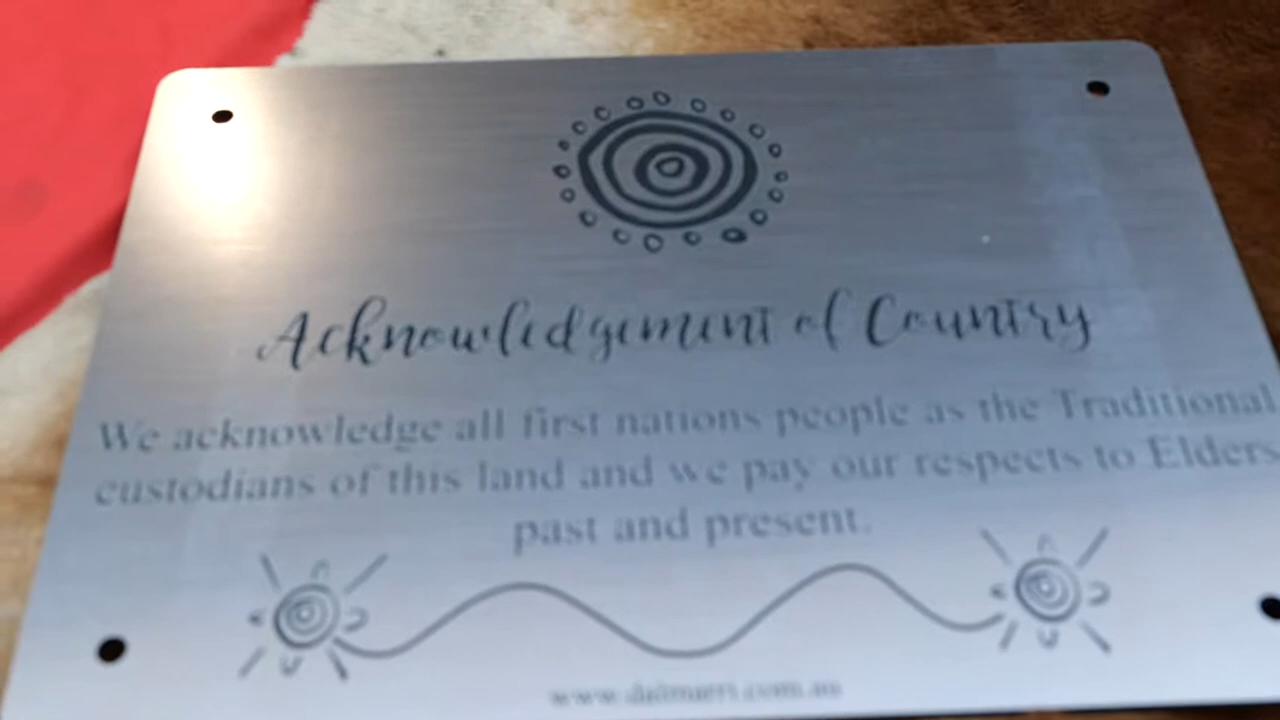 Acknowledgement of Country
We acknowledge all first nations people as the Traditional
custodians of this land and we pay our respects to Elders
past and present.